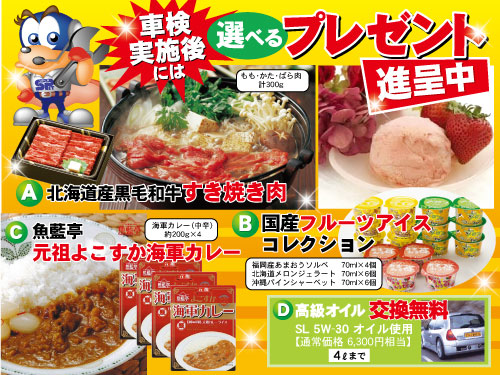 車検
実施後
には
選べる
プレゼント
進呈中
もも・かた・ばら肉
計300g
A 北海道産黒毛和牛すき焼き肉
B 国産フルーツアイス
コレクション
福岡産あまおうソルベ 70ml×4個
北海道メロンジェラート 70ml×6個
沖縄パインシャーベット 70ml×6個
C 魚藍亭
元祖よこすか海軍カレー
海軍カレー(中辛)
約200g×4
海軍カレー
D 高級オイル 交換無料
SL 5W-30 オイル使用
【通常価格 6,300円相当】
4ℓまで